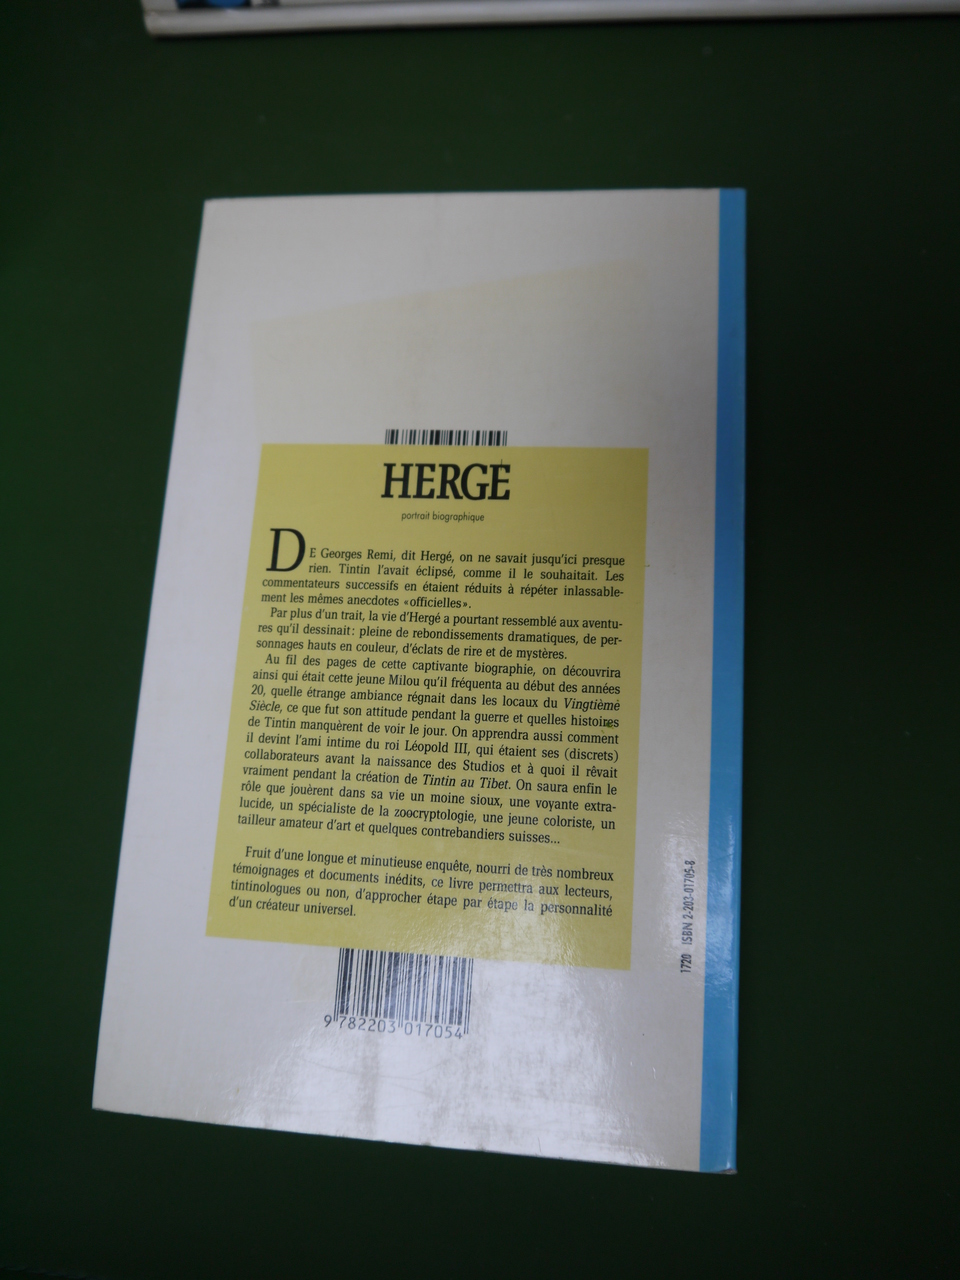 HERGÉ
portrait biographique
DE Georges Remi, dit Hergé, on ne savait jusqu'ici presque
rien. Tintin l'avait éclipsé, comme il le souhaitait. Les
commentateurs successifs en étaient réduits à répéter inlassable-
ment les mêmes anecdotes «officielles».
Par plus d'un trait, la vie d'Hergé a pourtant ressemblé aux aventu-
res qu'il dessinait: pleine de rebondissements dramatiques, de per-
sonnages hauts en couleur, d'éclats de rire et de mystères.
Au fil des pages de cette captivante biographie, on découvrira
ainsi qui était cette jeune Milou qu'il fréquenta au début des années
20, quelle étrange ambiance régnait dans les locaux du Vingtième
Siècle, ce que fut son attitude pendant la guerre et quelles histoires
de Tintin manquèrent de voir le jour. On apprendra aussi comment
il devint l'ami intime du roi Léopold III, qui étaient ses (discrets)
collaborateurs avant la naissance des Studios et à quoi il rêvait
vraiment pendant la création de Tintin au Tibet. On saura enfin le
rôle que jouèrent dans sa vie un moine sioux, une voyante extra-
lucide, un spécialiste de la zoocryptologie, une jeune coloriste, un
tailleur amateur d'art et quelques contrebandiers suisses...
Fruit d'une longue et minutieuse enquête, nourri de très nombreux
témoignages et documents inédits, ce livre permettra aux lecteurs,
tintinologues ou non, d'approcher étape par étape la personnalité
d'un créateur universel.
9 782203 017054
1720 ISBN 2-203-01705-8